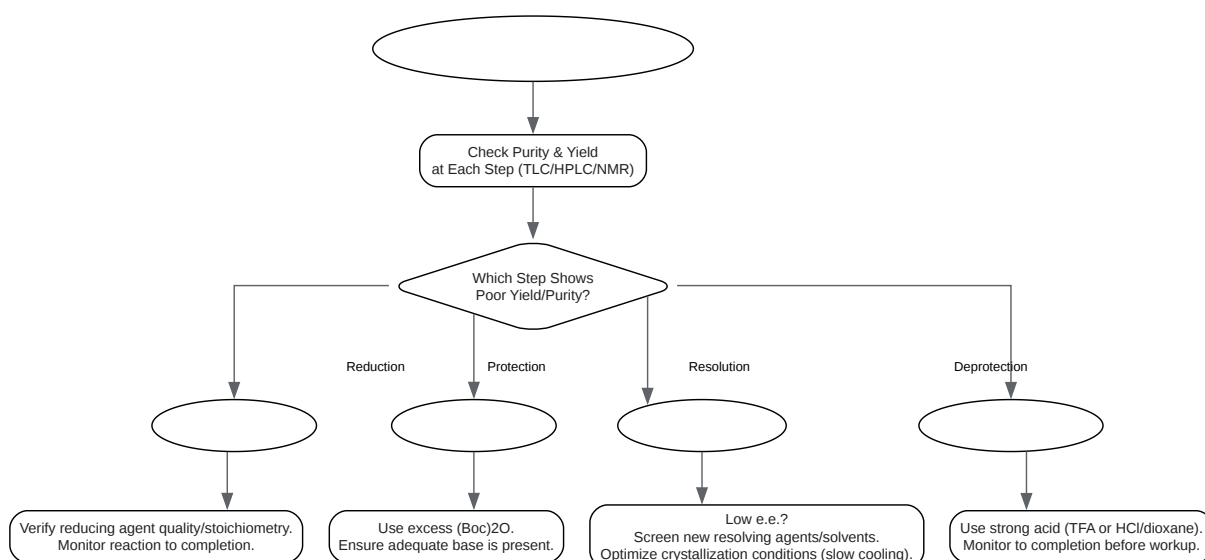 Check Purity & Yield
at Each Step (TLC/HPLC/NMR)
Which Step Shows
Poor Yield/Purity?
Reduction
Protection
Resolution
Deprotection
Verify reducing agent quality/stoichiometry.
Monitor reaction to completion.
Use excess (Boc)2O.
Ensure adequate base is present.
Low e.e.?
Screen new resolving agents/solvents.
Optimize crystallization conditions (slow cooling).
Use strong acid (TFA or HCl/dioxane).
Monitor to completion before workup.